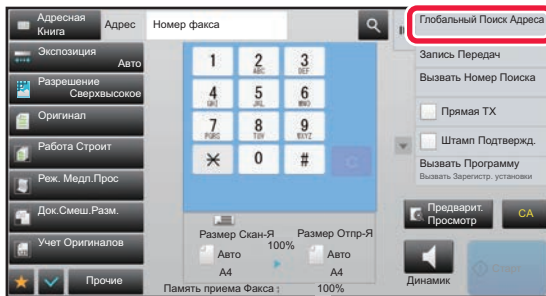 Адресная
Книга
Адрес
Номер факса
Глобальный Поиск Адреса
Экспозиция
Авто
Разрешение
Сверхвысокое
Оригинал
Работа Строит
Реж. Медл.Прос
Док.Смеш.Разм.
Учет Оригиналов
Прочие
1
2
ABC
3
DEF
4
GHI
5
JKL
6
MNO
7
PQRS
8
TUV
9
WXYZ
0
#
C
Размер Скан-Я
100%
Размер Отпр-Я
Авто
A4
Авто
A4
Память приема Факса :
100%
Запись Передач
Вызвать Номер Поиска
Прямая TX
Штамп Подтвержд.
Вызвать Программу
Вызвать Зарегистр. установки
Предварит.
Просмотр
CA
Динамик
Старт